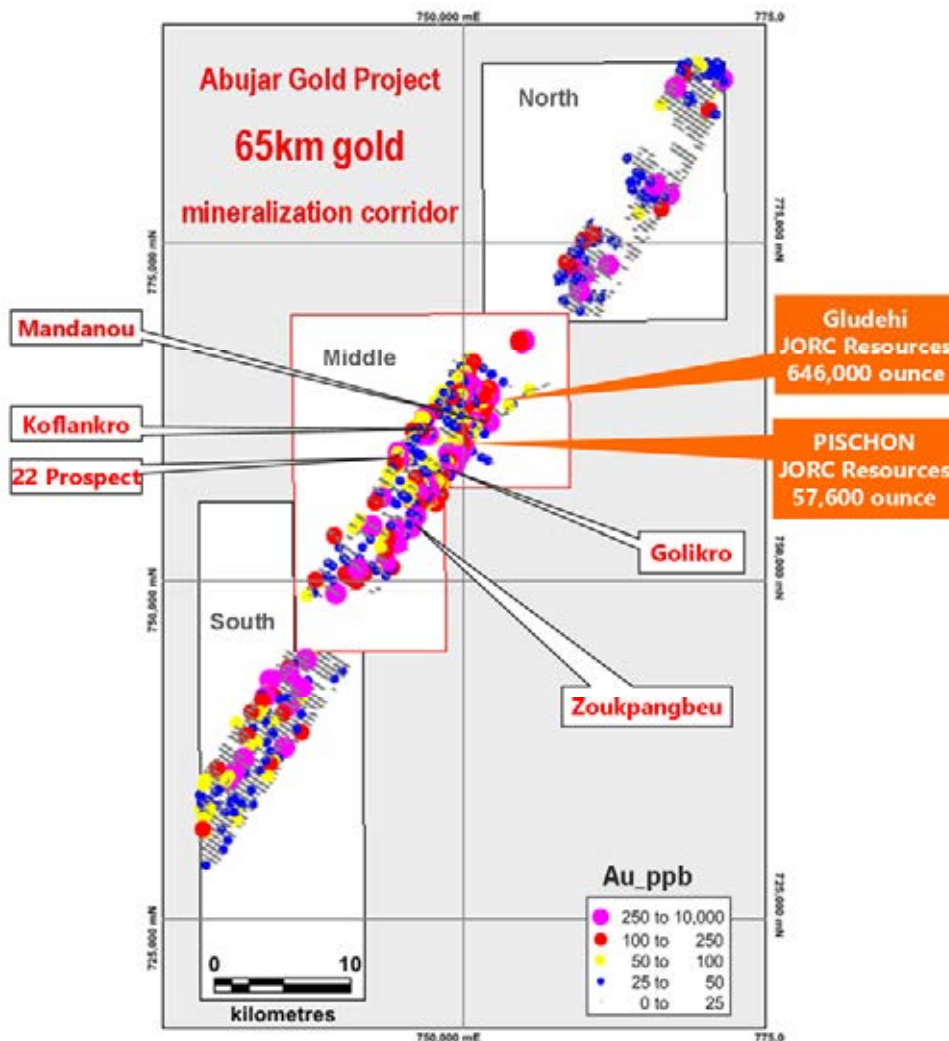 750,000 mE
775,0
Abujar Gold Project
65km gold
mineralization corridor
North
775,000 mN
775,000 mN
Mandanou
Middle
Gludehi
JORC Resources
646,000 ounce
Koflankro
22 Prospect
PISCHON
JORC Resources
57,600 ounce
Golikro
750,000 mN
750,000 mN
South
Zoukpangbeu
Au_ppb
250 to 10,000
100 to 250
50 to 100
25 to 50
0 to 25
725,000 mN
725,000 mN
0 10
kilometres
750,000 mE
775,0